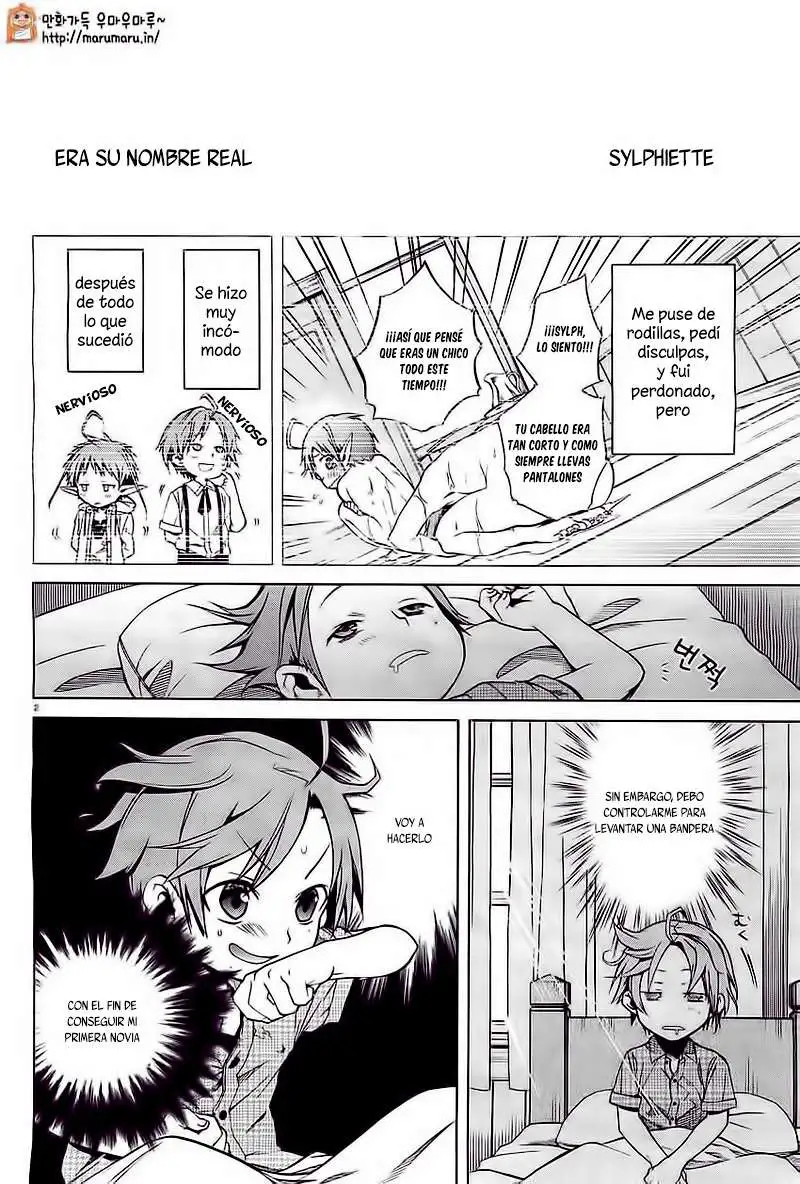 만화가득 우마우마루~
http://marumaru.in/
SYLPHIETTE
ERA SU NOMBRE REAL
Me puse de
rodillas, pedí
disculpas,
y fui
perdonado,
pero
¡¡¡SYLPH,
LO SIENTO!!!
TU CABELLO ERA
TAN CORTO Y COMO
SIEMPRE LLEVAS
PANTALONES
¡¡¡ASÍ QUE PENSÉ
QUE ERAS UN CHICO
TODO ESTE
TIEMPO!!!
Se hizo
muy
incó-
modo
después
de todo
lo que
sucedió
NERVIOSO
NERVIOSO
번쩍
2
SIN EMBARGO, DEBO
CONTROLARME PARA
LEVANTAR UNA BANDERA
むく
VOY A
HACERLO
CON EL FIN DE
CONSEGUIR MI
PRIMERA NOVIA